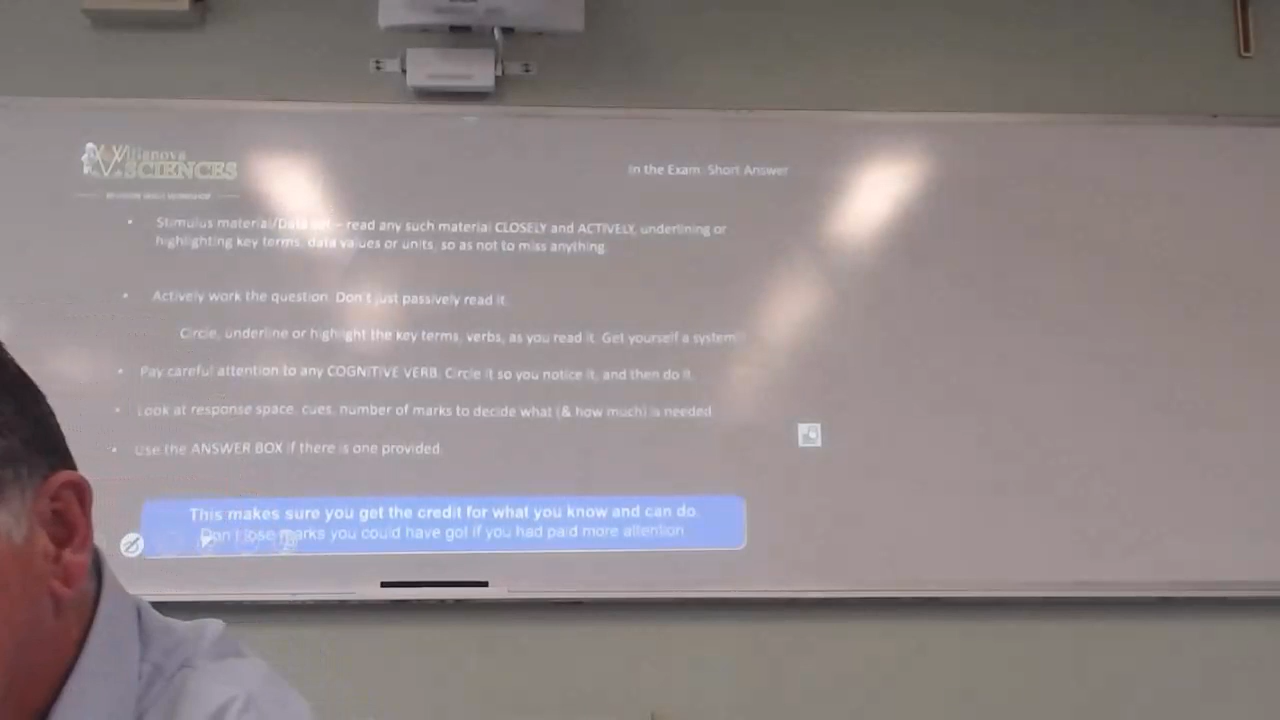 Villanova
SCIENCES
In the Exam: Short Answer
• Stimulus material/Data set – read any such material CLOSELY and ACTIVELY, underlining or
highlighting key terms, data values or units, so as not to miss anything.
• Actively work the question. Don't just passively read it.
Circle, underline or highlight the key terms, verbs, as you read it. Get yourself a system
• Pay careful attention to any COGNITIVE VERB. Circle it so you notice it, and then do it.
• Look at response space, cues, number of marks to decide what (& how much) is needed
• Use the ANSWER BOX if there is one provided.
This makes sure you get the credit for what you know and can do.
Don't lose marks you could have got if you had paid more attention